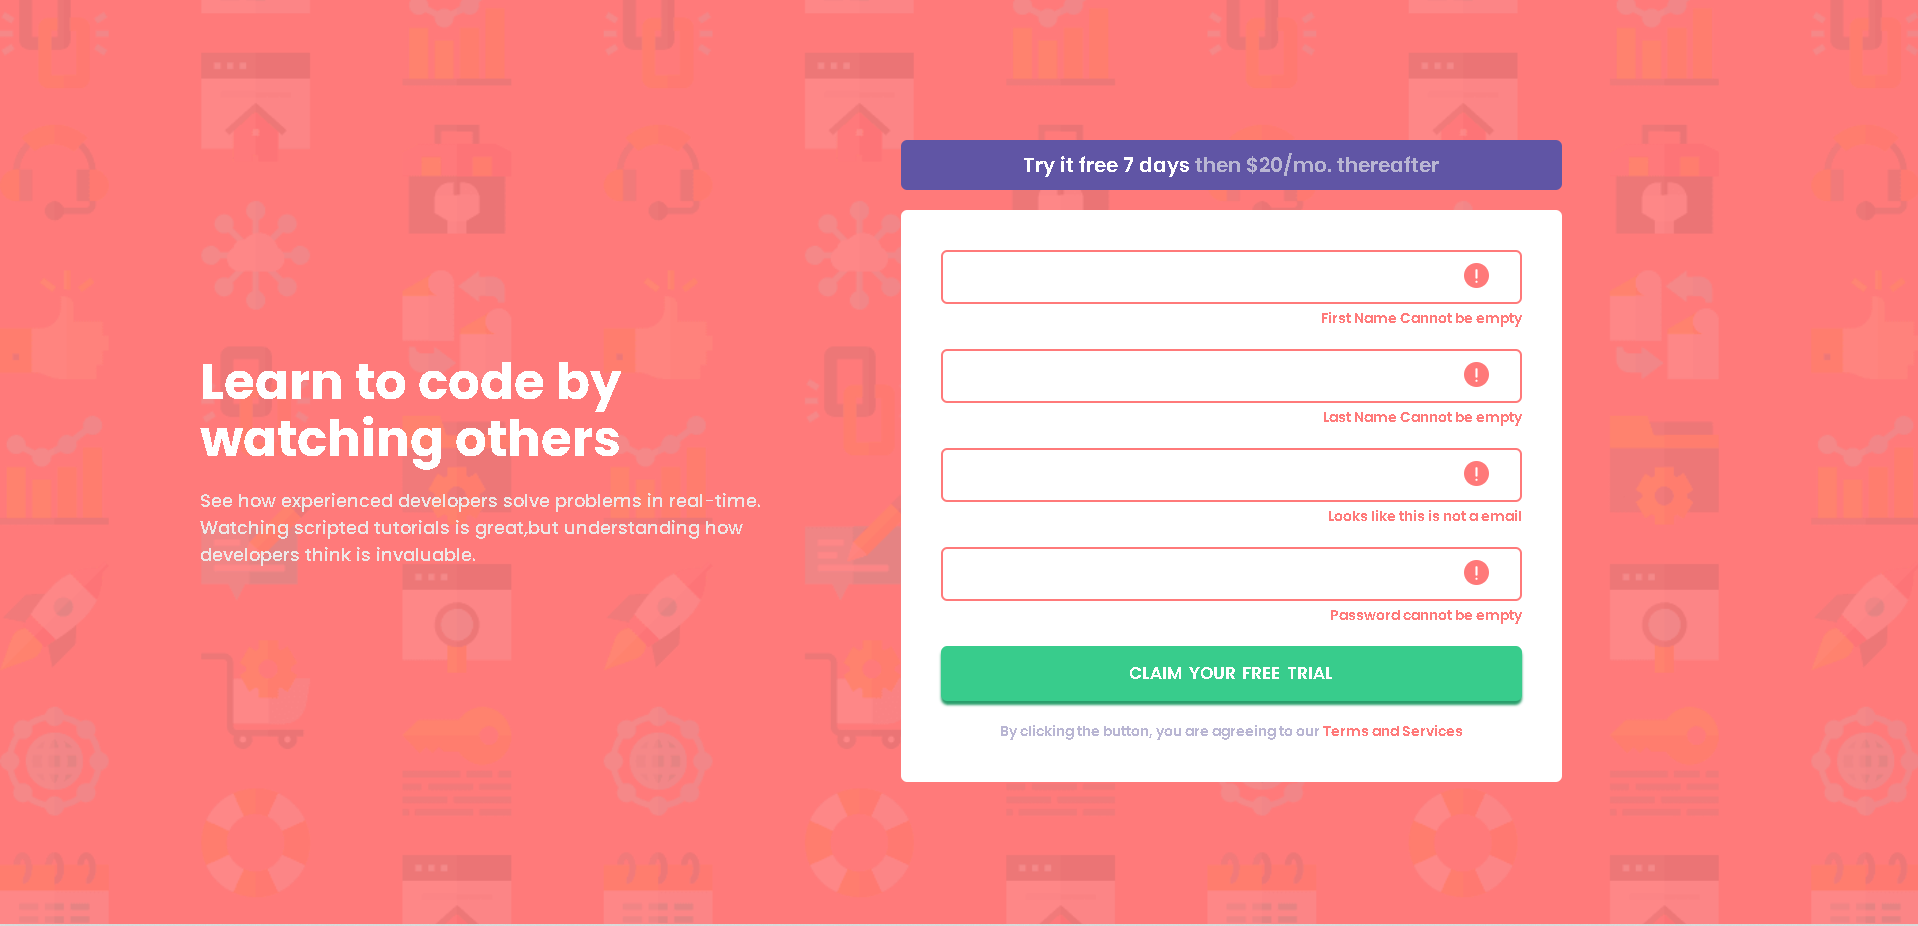 Learn to code by
watching others
See how experienced developers solve problems in real-time.
Watching scripted tutorials is great,but understanding how
developers think is invaluable.
Try it free 7 days then $20/mo. thereafter
First Name Cannot be empty
Last Name Cannot be empty
Looks like this is not a email
Password cannot be empty
CLAIM YOUR FREE TRIAL
By clicking the button, you are agreeing to our Terms and Services